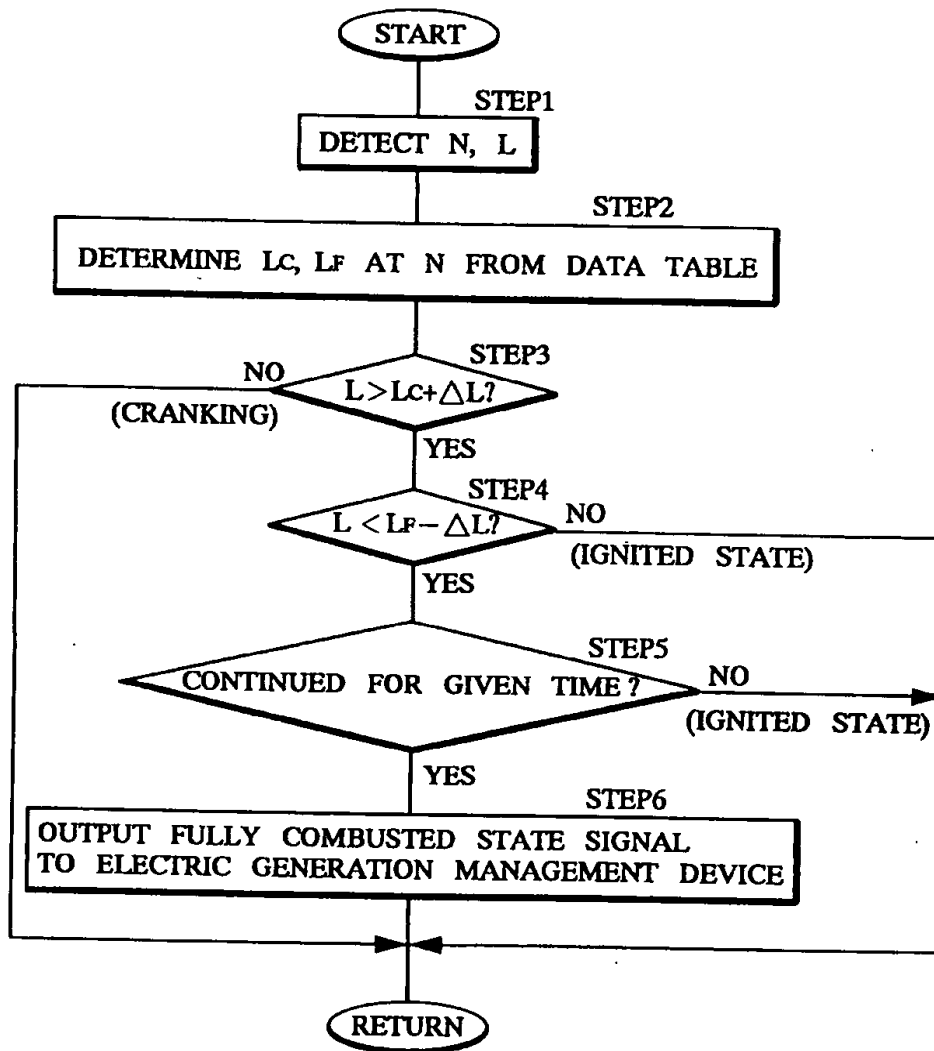 START
STEP1
DETECT N, L
STEP2
DETERMINE LC, LF AT N FROM DATA TABLE
STEP3
NO
L>LC+△L?
(CRANKING)
YES
STEP4
NO
L<LF−△L?
(IGNITED STATE)
YES
STEP5
NO
CONTINUED FOR GIVEN TIME?
(IGNITED STATE)
YES
STEP6
OUTPUT FULLY COMBUSTED STATE SIGNAL
TO ELECTRIC GENERATION MANAGEMENT DEVICE
RETURN